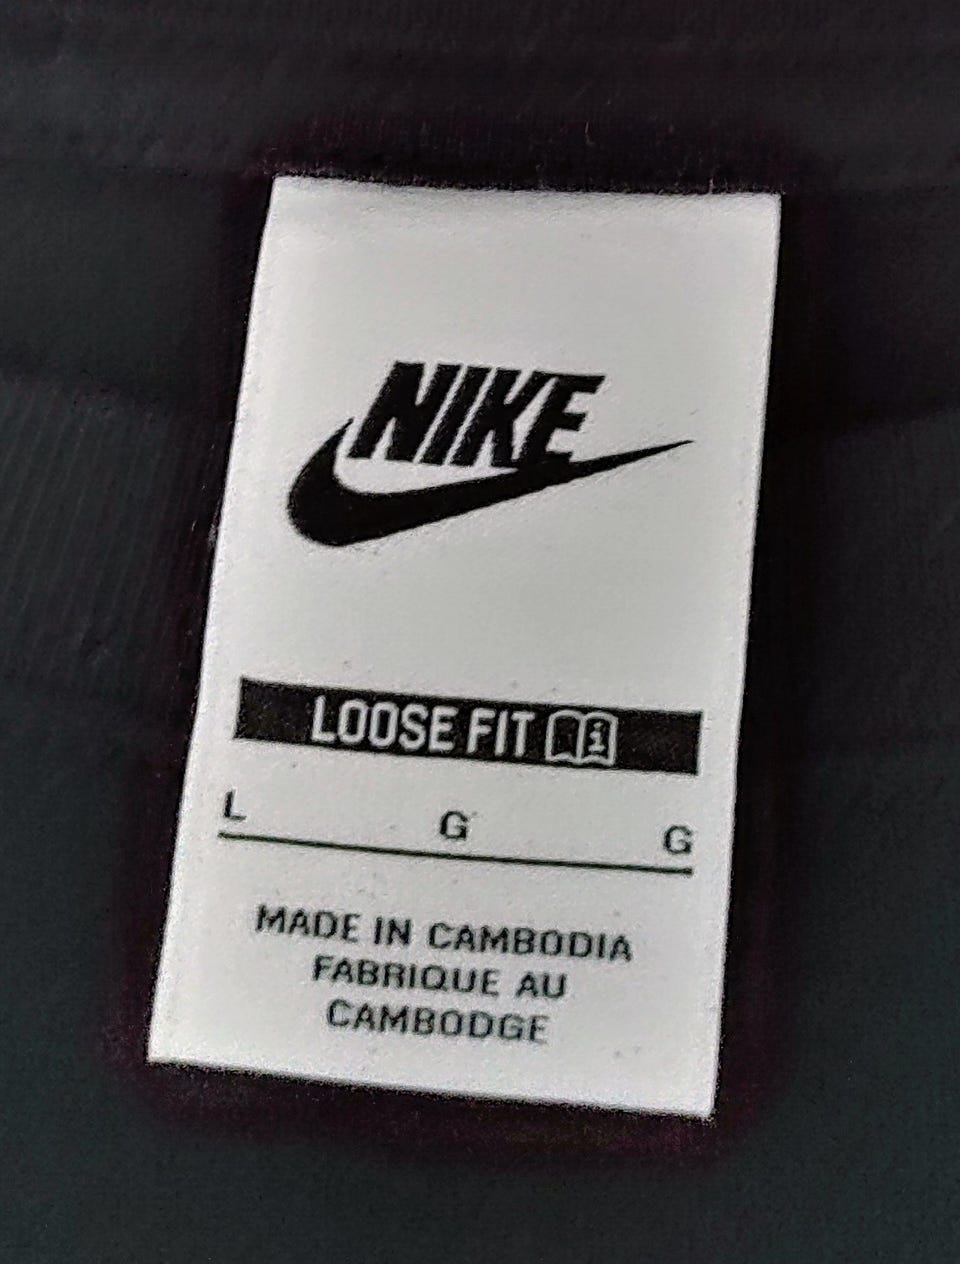 NIKE
LOOSE FIT
L G G
MADE IN CAMBODIA
FABRIQUE AU
CAMBODGE